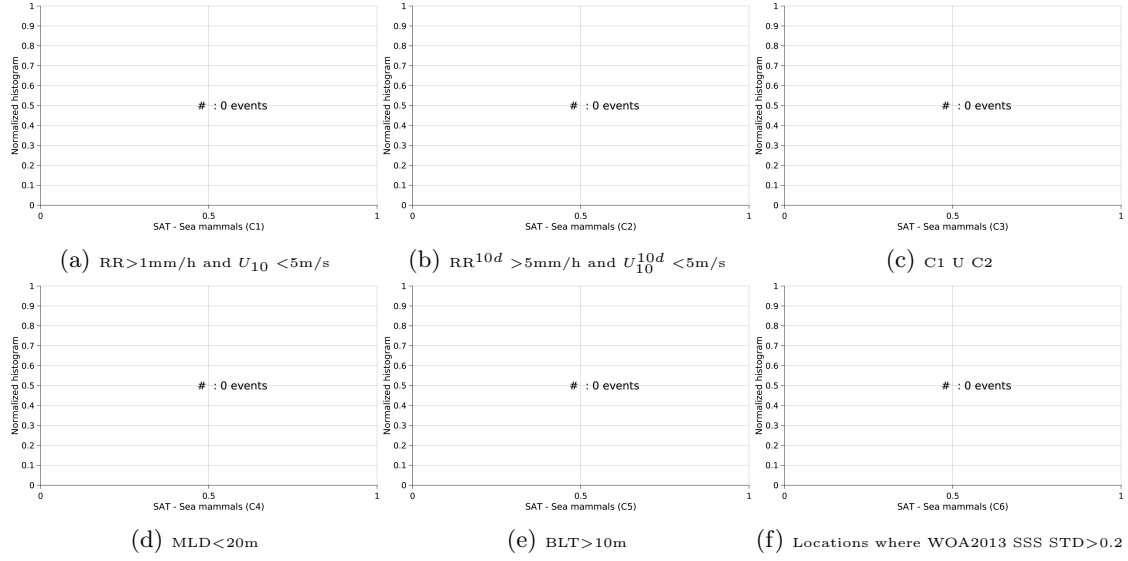 1
0.9
0.8
0.7
0.6
0.5
0.4
0.3
0.2
0.1
0
Normalized histogram
# : 0 events
0 0.5 1
SAT - Sea mammals (C1)
(a) RR>1mm/h and U10 <5m/s
1
0.9
0.8
0.7
0.6
0.5
0.4
0.3
0.2
0.1
0
Normalized histogram
# : 0 events
0 0.5 1
SAT - Sea mammals (C2)
(b) RR^10d >5mm/h and U10^10d <5m/s
1
0.9
0.8
0.7
0.6
0.5
0.4
0.3
0.2
0.1
0
Normalized histogram
# : 0 events
0 0.5 1
SAT - Sea mammals (C3)
(c) C1 U C2
1
0.9
0.8
0.7
0.6
0.5
0.4
0.3
0.2
0.1
0
Normalized histogram
# : 0 events
0 0.5 1
SAT - Sea mammals (C4)
(d) MLD<20m
1
0.9
0.8
0.7
0.6
0.5
0.4
0.3
0.2
0.1
0
Normalized histogram
# : 0 events
0 0.5 1
SAT - Sea mammals (C5)
(e) BLT>10m
1
0.9
0.8
0.7
0.6
0.5
0.4
0.3
0.2
0.1
0
Normalized histogram
# : 0 events
0 0.5 1
SAT - Sea mammals (C6)
(f) Locations where WOA2013 SSS STD>0.2